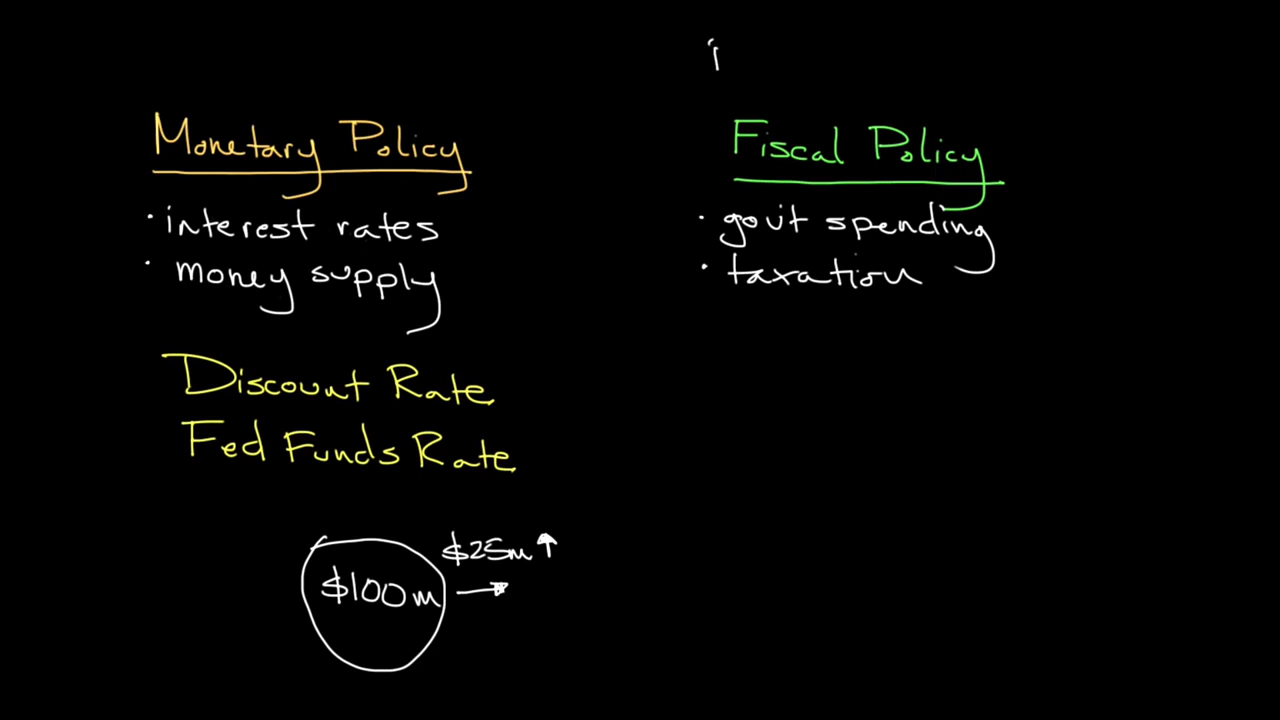 Monetary Policy
· interest rates
· money supply
Discount Rate
Fed Funds Rate
$100m
$25m ↑
→
Fiscal Policy
· gov't spending
· taxation